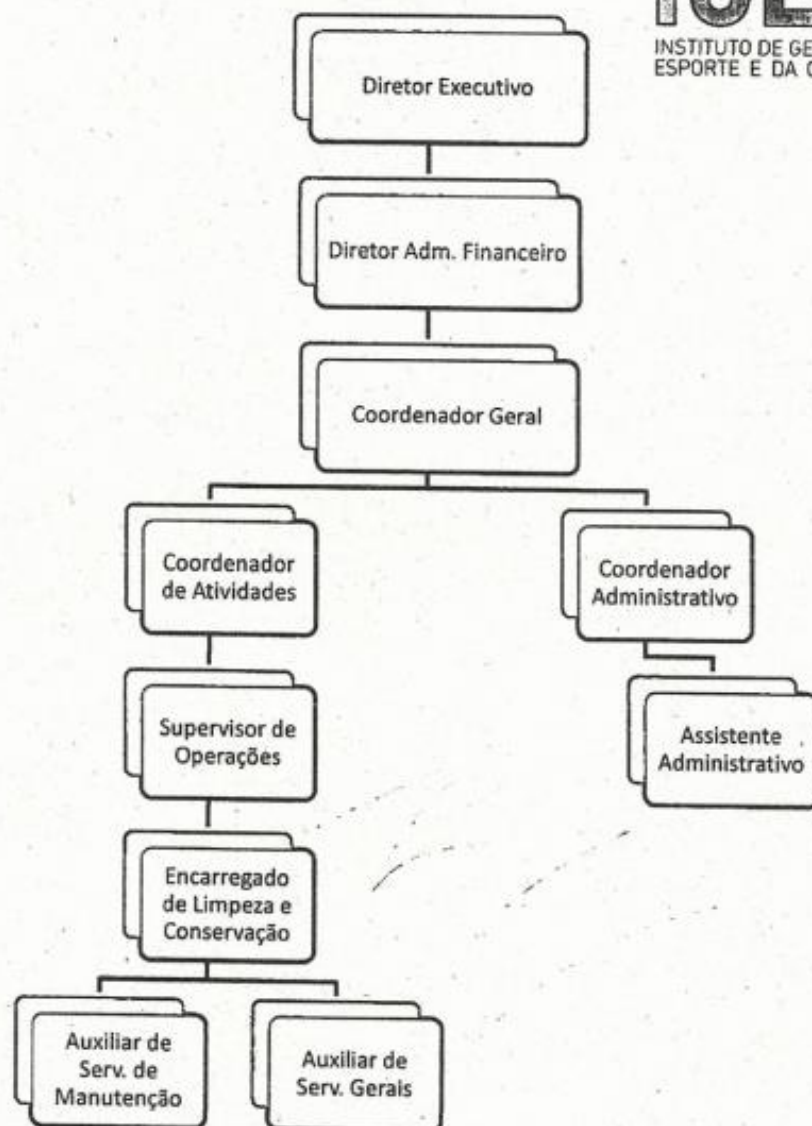 INSTITUTO DE
ESPORTE E DA
Diretor Executivo
Diretor Adm. Financeiro
Coordenador Geral
Coordenador
de Atividades
Coordenador
Administrativo
Supervisor de
Operações
Assistente
Administrativo
Encarregado
de Limpeza e
Conservação
Auxiliar de
Serv. de
Manutenção
Auxiliar de
Serv. Gerais